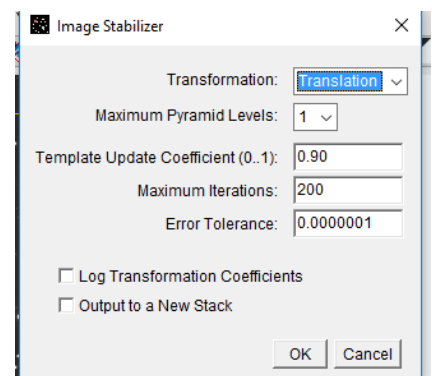 Image Stabilizer
Transformation: Translation
Maximum Pyramid Levels: 1
Template Update Coefficient (0..1): 0.90
Maximum Iterations: 200
Error Tolerance: 0.0000001
Log Transformation Coefficients
Output to a New Stack
OK Cancel